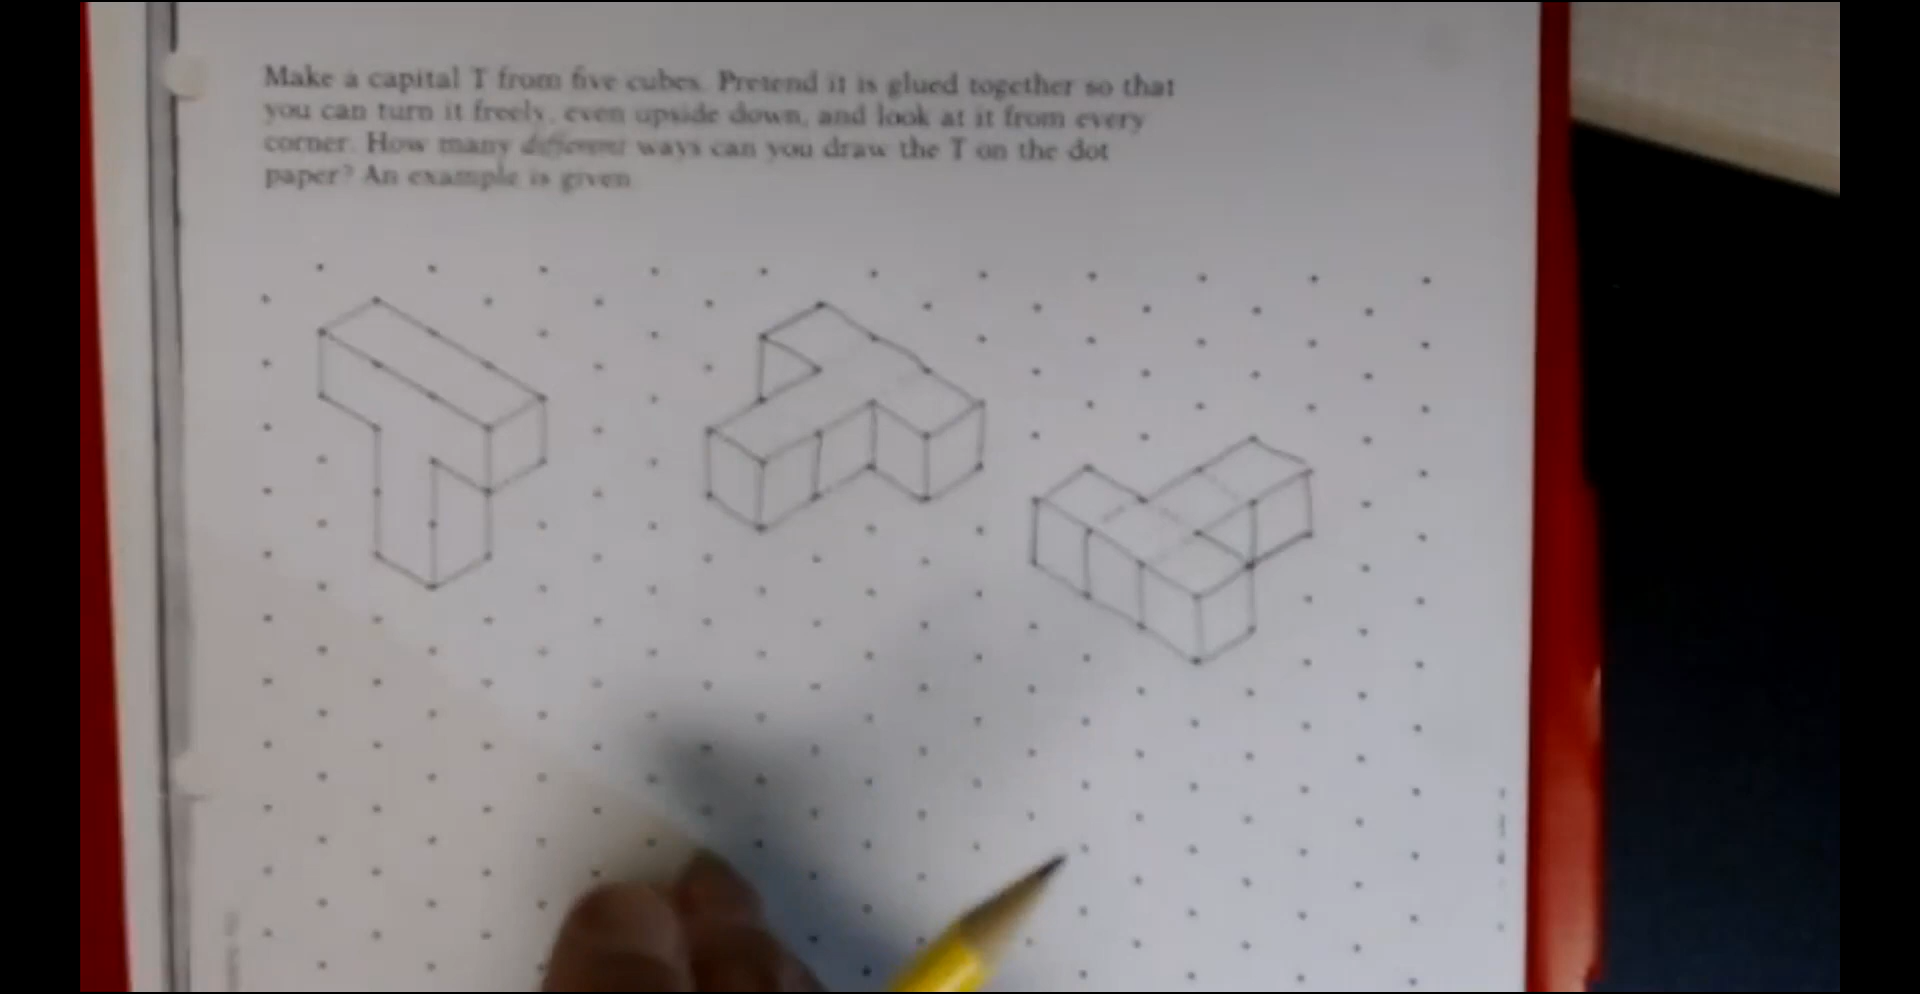 Make a capital T from five cubes. Pretend it is glued together so that
you can turn it freely, even upside down, and look at it from every
corner. How many different ways can you draw the T on the dot
paper? An example is given.